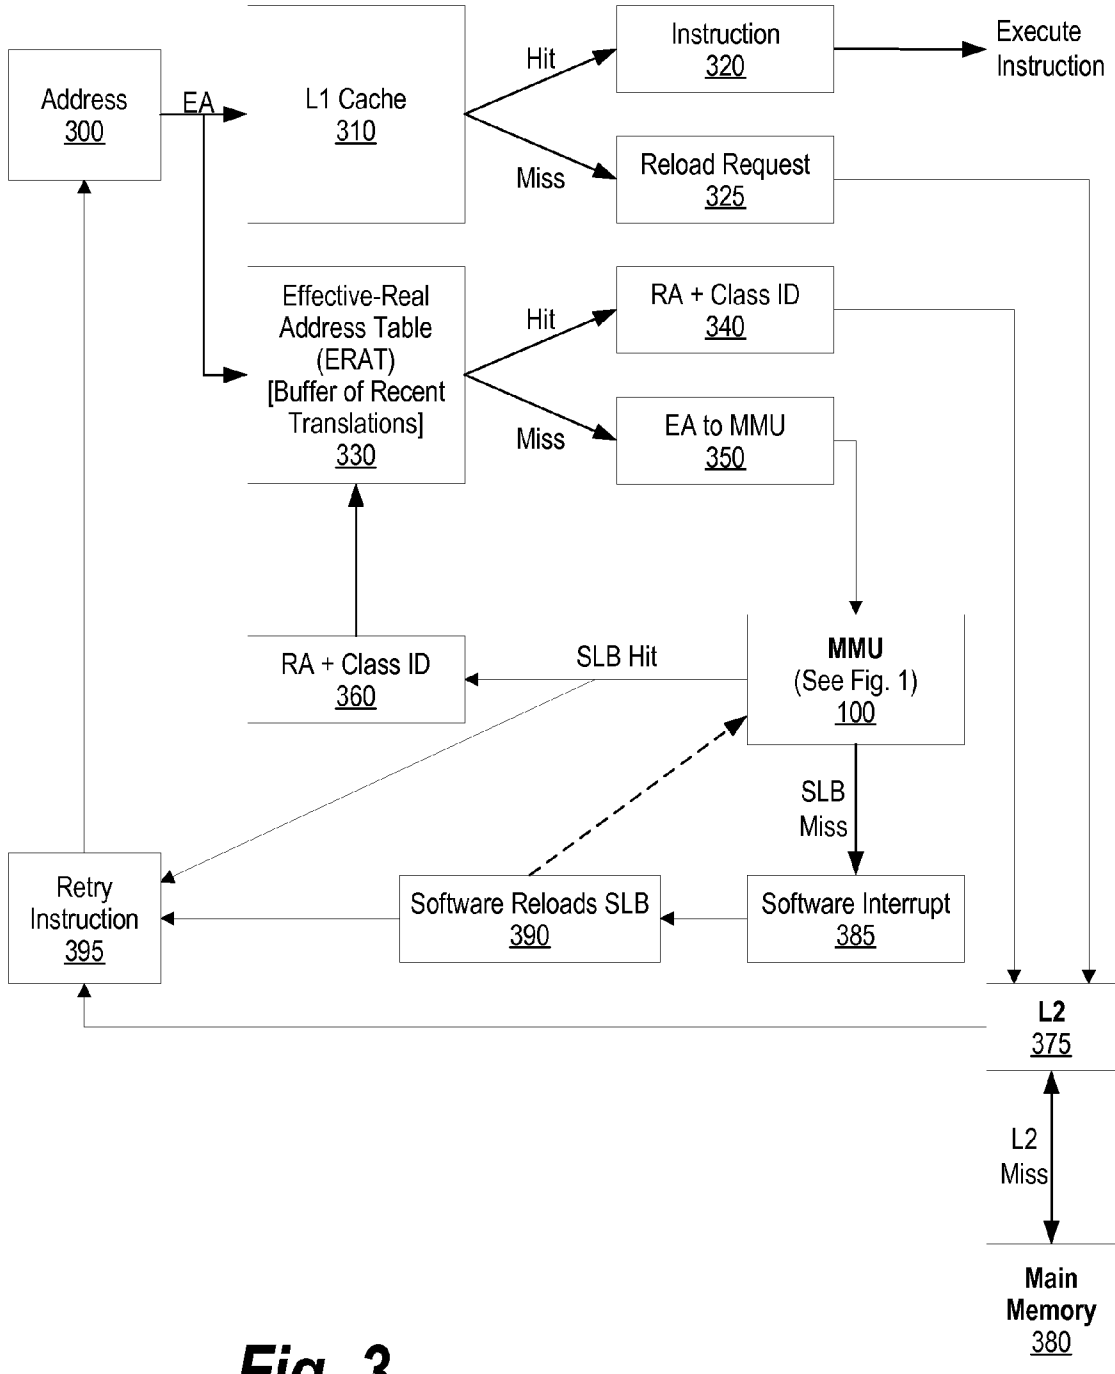 Address
300
EA
L1 Cache
310
Hit
Miss
Instruction
320
Execute
Instruction
Reload Request
325
Effective-Real
Address Table
(ERAT)
[Buffer of Recent
Translations]
330
Hit
Miss
RA + Class ID
340
EA to MMU
350
RA + Class ID
360
SLB Hit
MMU
(See Fig. 1)
100
SLB
Miss
Retry
Instruction
395
Software Reloads SLB
390
Software Interrupt
385
L2
375
L2
Miss
Main
Memory
380
Fig. 3